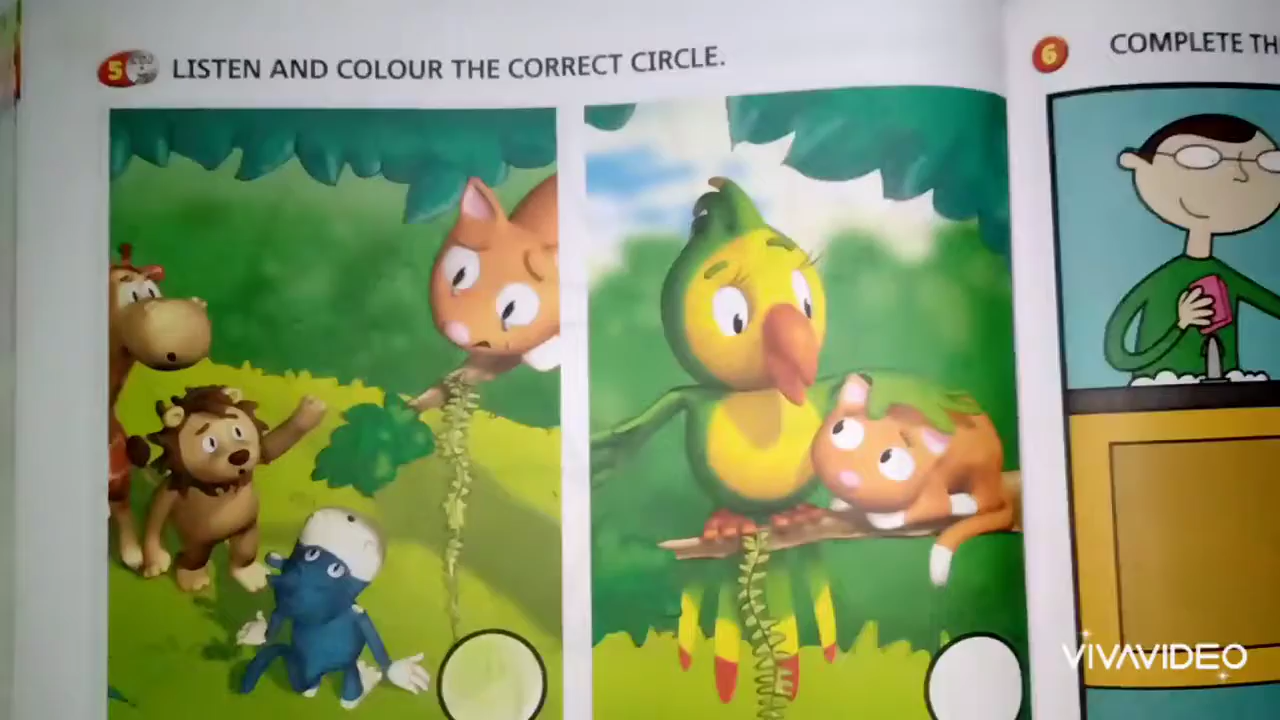 5 LISTEN AND COLOUR THE CORRECT CIRCLE.
6 COMPLETE TH
VIVAVIDEO